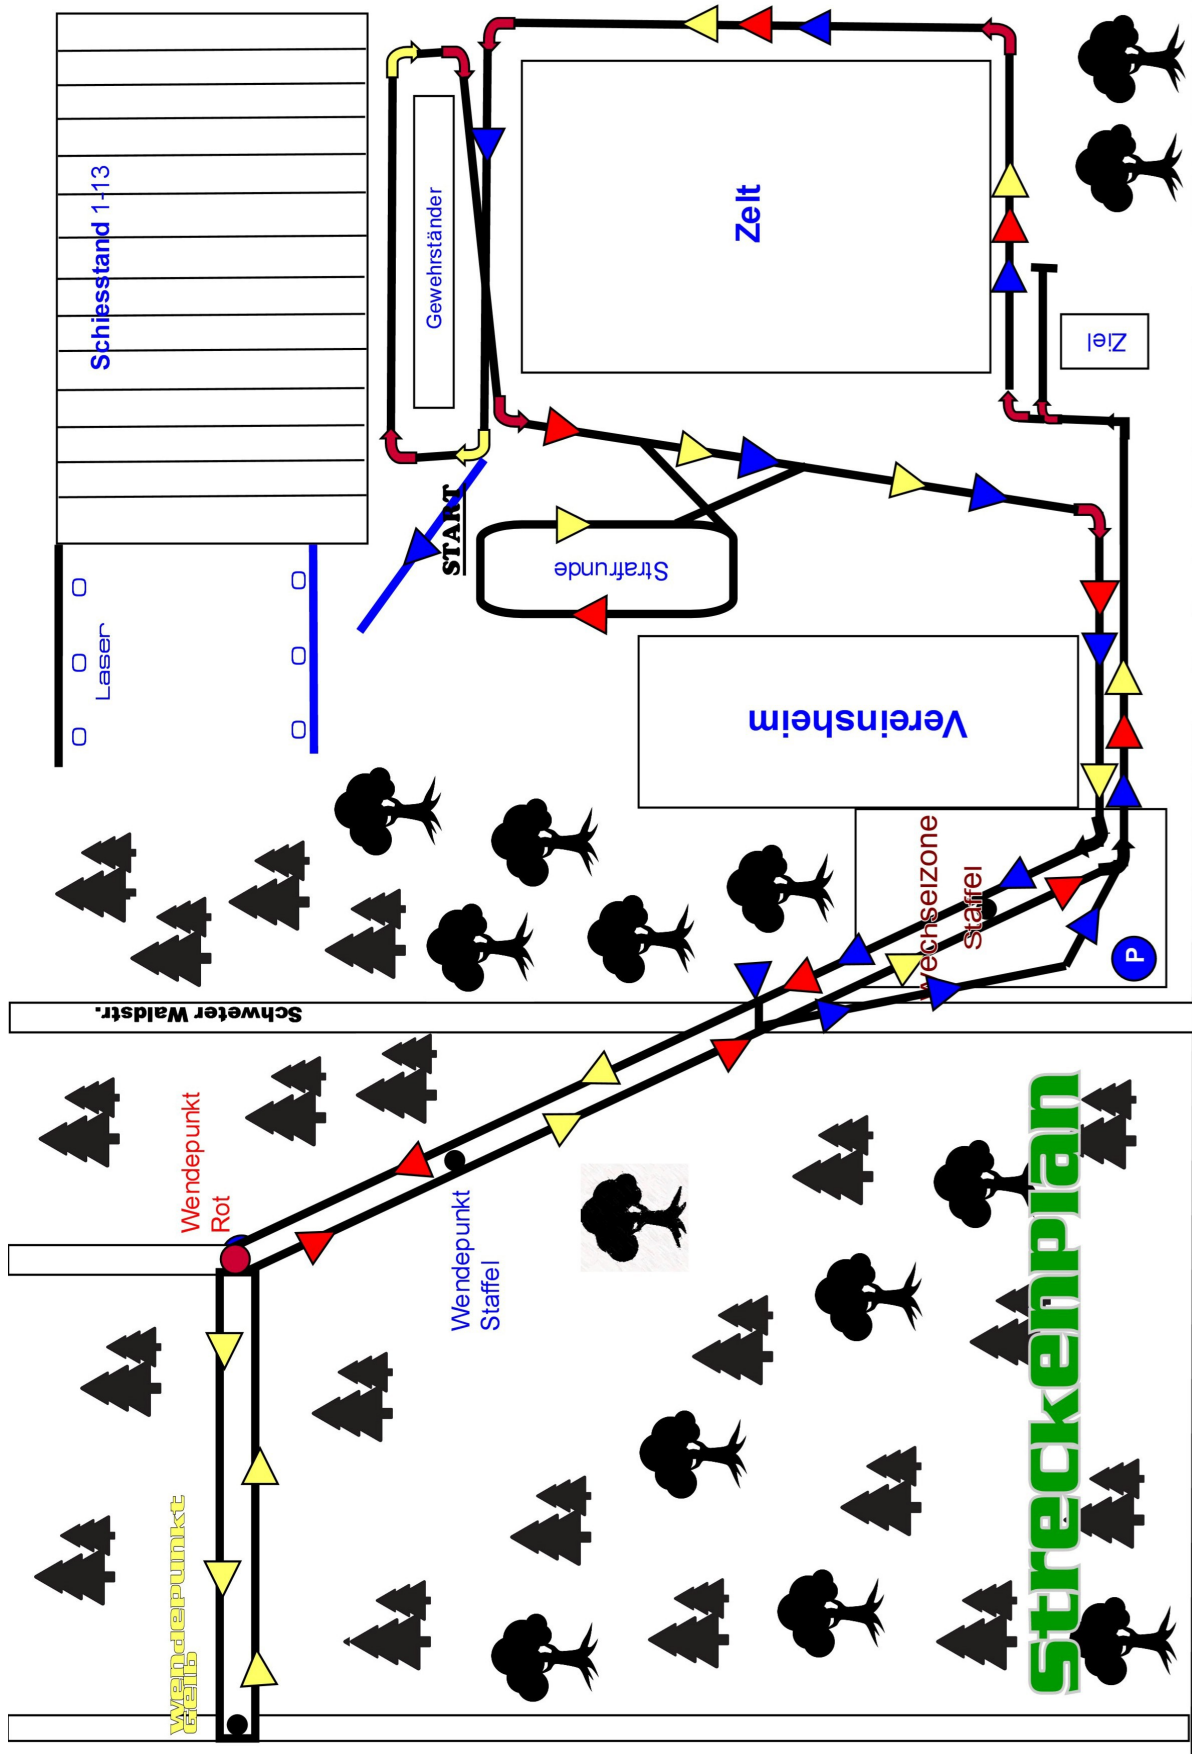 Schiesstand 1-13
Gewehrständer
Zelt
Ziel
START
Strafrunde
Laser
Vereinsheim
Wechselzone
Staffel
P
Schweter Waldstr.
Wendepunkt
Rot
Wendepunkt
Staffel
Wendepunkt
Gelb
Streckenplan